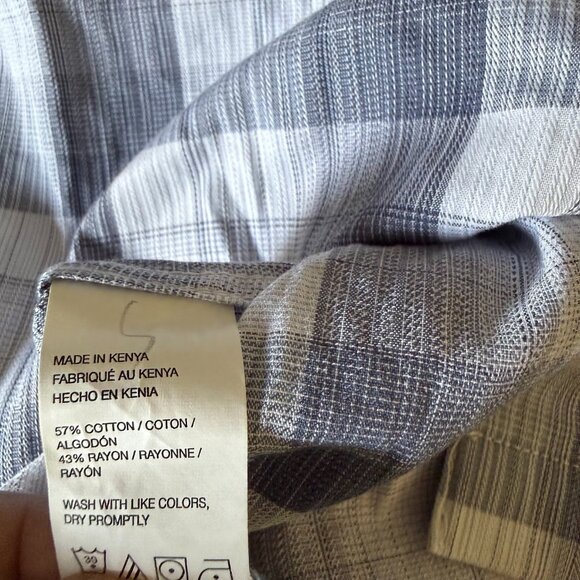 S
MADE IN KENYA
FABRIQUÉ AU KENYA
HECHO EN KENIA
57% COTTON / COTON /
ALGODÓN
43% RAYON / RAYONNE /
RAYÓN
WASH WITH LIKE COLORS,
DRY PROMPTLY
30